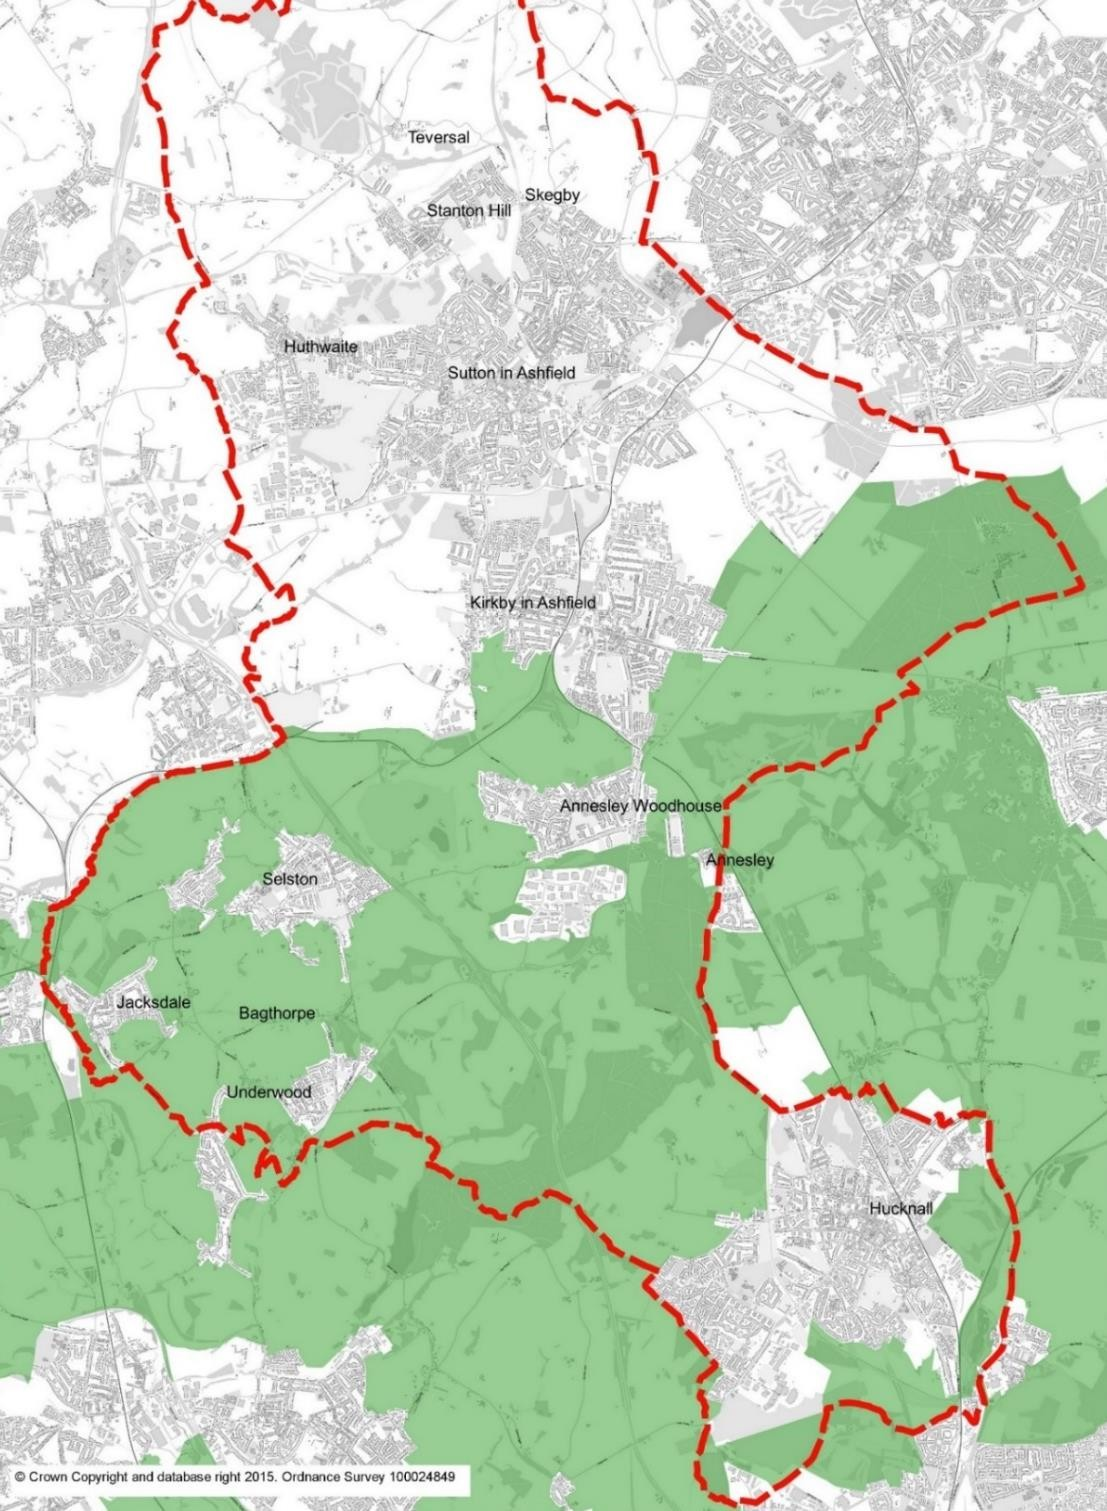 Teversal
Skegby
Stanton Hill
Huthwaite
Sutton in Ashfield
Kirkby in Ashfield
Annesley Woodhouse
Annesley
Selston
Jacksdale
Bagthorpe
Underwood
Hucknall
© Crown Copyright and database right 2015. Ordnance Survey 100024849